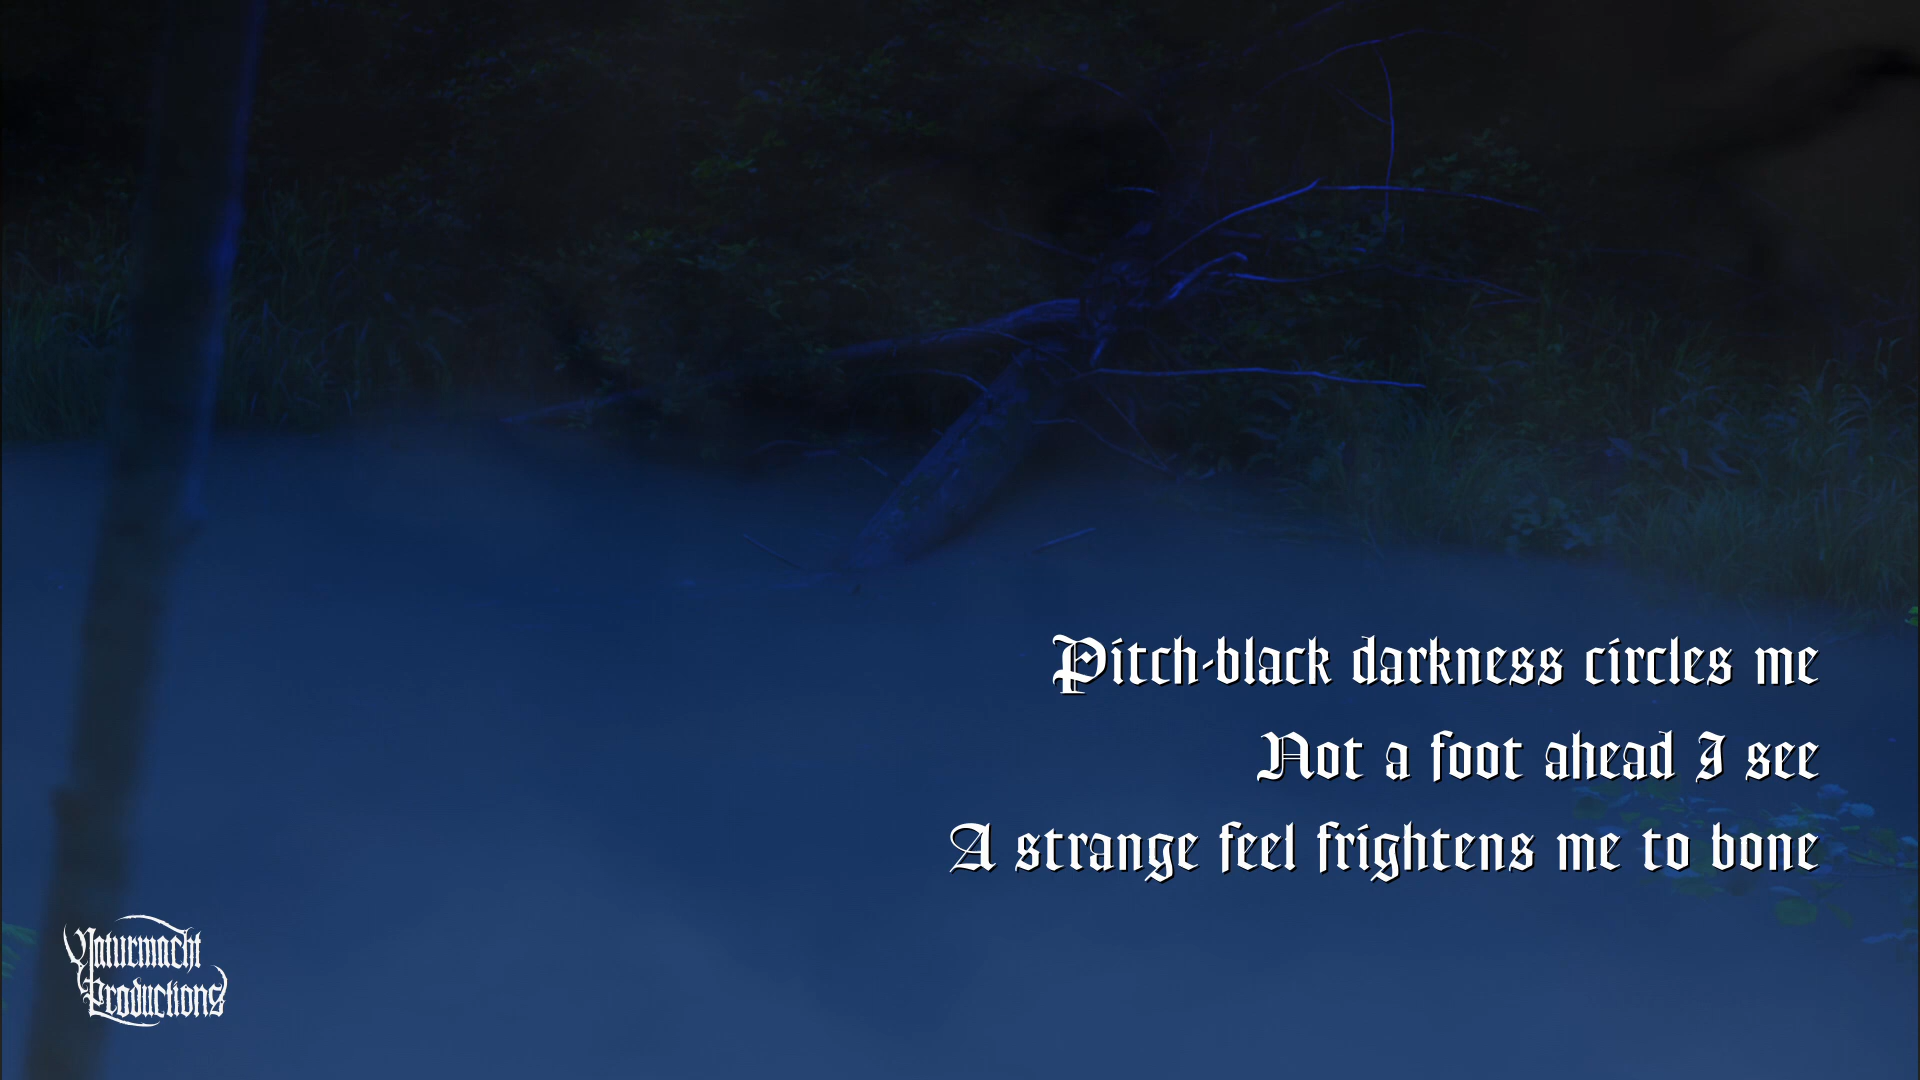 Pitch-black darkness circles me
Not a foot ahead I see
A strange feel frightens me to bone
Naturmacht
Productions